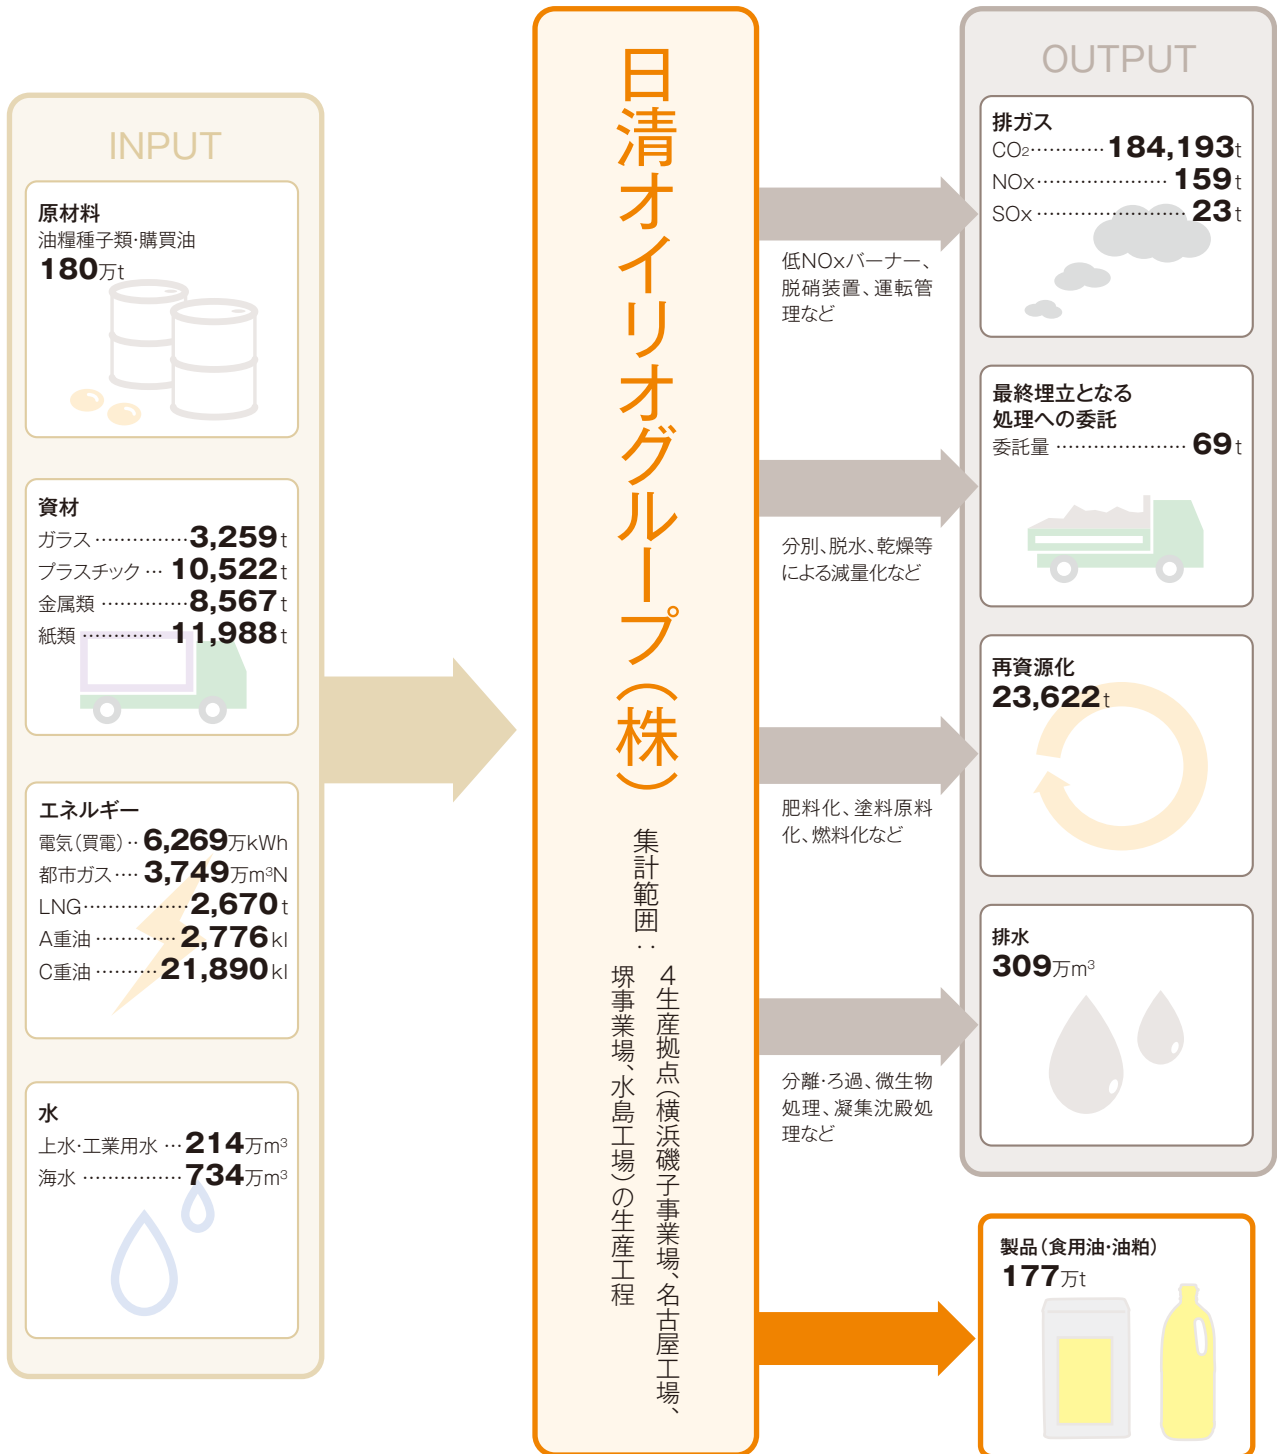 INPUT
原材料
油糧種子類・購買油
180万t
資材
ガラス……………3,259t
プラスチック…10,522t
金属類……………8,567t
紙類…………11,988t
エネルギー
電気（買電）‥6,269万kWh
都市ガス‥‥3,749万m³N
LNG………………2,670t
A重油…………2,776kl
C重油………21,890kl
水
上水・工業用水…214万m³
海水………………734万m³
日清オイリオグループ（株）
集計範囲：
4生産拠点（横浜磯子事業場、名古屋工場、
堺事業場、水島工場）の生産工程
低NOxバーナー、
脱硝装置、運転管
理など
分別、脱水、乾燥等
による減量化など
肥料化、塗料原料
化、燃料化など
分離・ろ過、微生物
処理、凝集沈殿処
理など
OUTPUT
排ガス
CO₂…………184,193t
NOx…………………159t
SOx……………………23t
最終埋立となる
処理への委託
委託量…………………69t
再資源化
23,622t
排水
309万m³
製品（食用油・油粕）
177万t